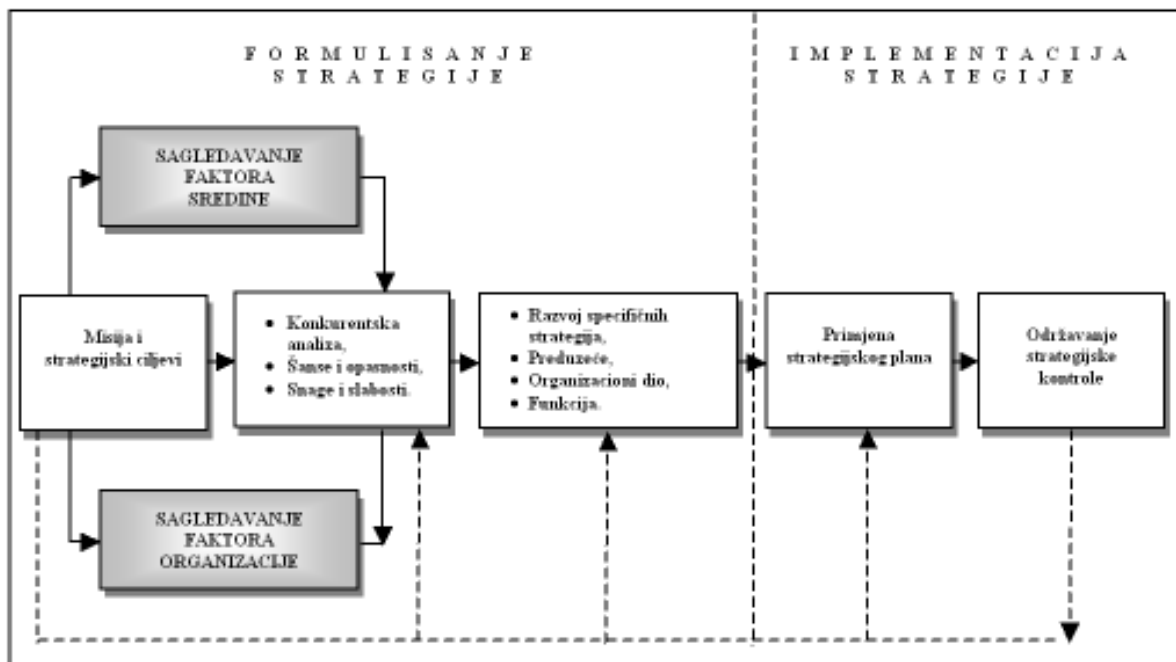 F O R M U L I S A N J E
S T R A T E G I J E
I M P L E M E N T A C I J A
S T R A T E G I J E
SAGLEDAVANJE
FAKTORA
SREDINE
Misija i
strategijski ciljevi
• Konkurentska
analiza,
• Šanse i opasnosti,
• Snage i slabosti.
• Razvoj specifičnih
strategija,
• Preduzeće,
• Organizacioni dio,
• Funkcija.
Primjena
strategijskog plana
Održavanje
strategijske
kontrole
SAGLEDAVANJE
FAKTORA
ORGANIZACIJE